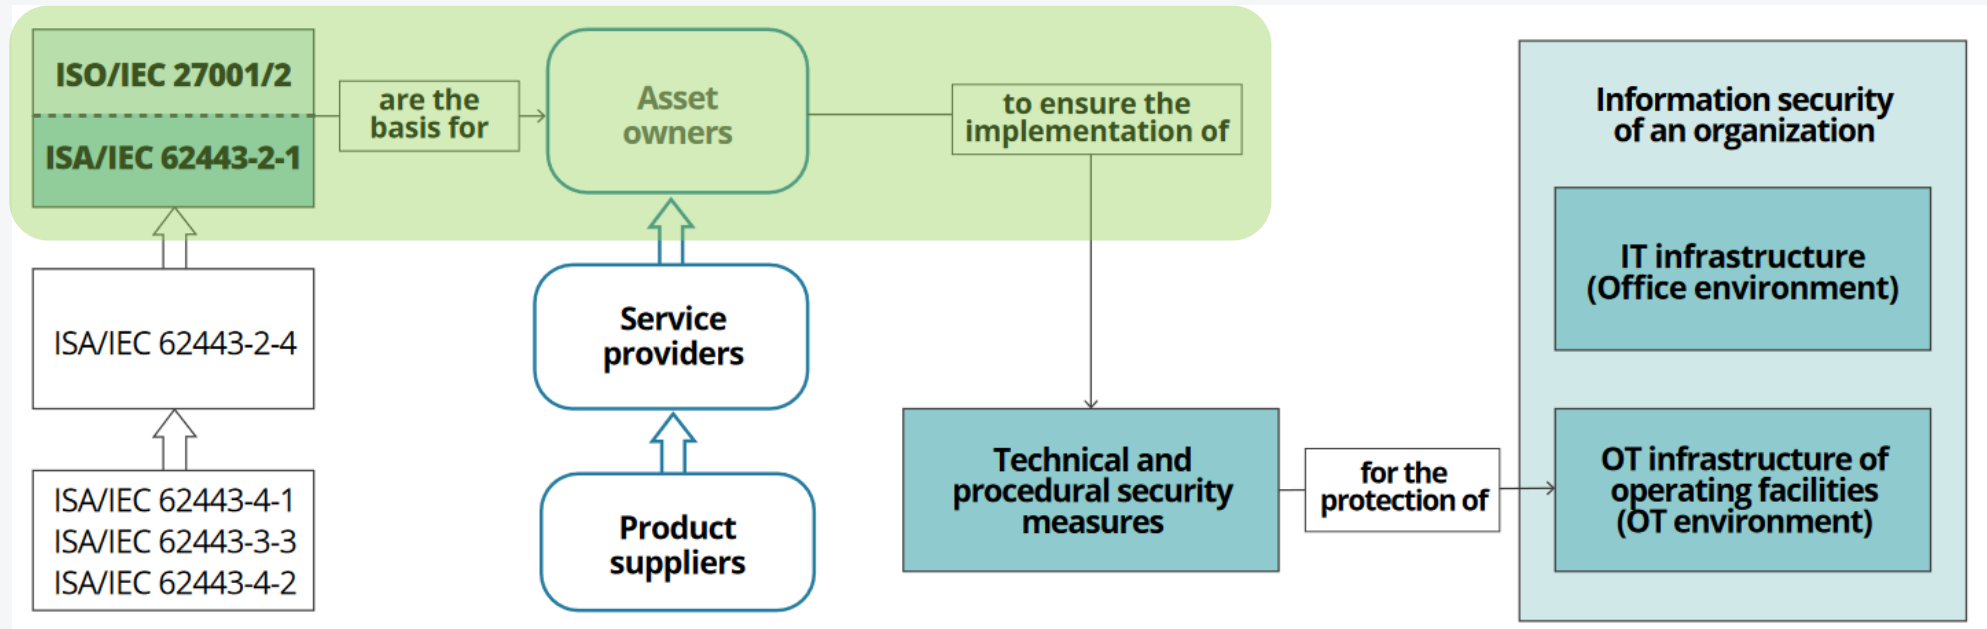 ISO/IEC 27001/2
ISA/IEC 62443-2-1
are the
basis for
Asset
owners
to ensure the
implementation of
Information security
of an organization
IT infrastructure
(Office environment)
ISA/IEC 62443-2-4
Service
providers
ISA/IEC 62443-4-1
ISA/IEC 62443-3-3
ISA/IEC 62443-4-2
Product
suppliers
Technical and
procedural security
measures
for the
protection of
OT infrastructure of
operating facilities
(OT environment)